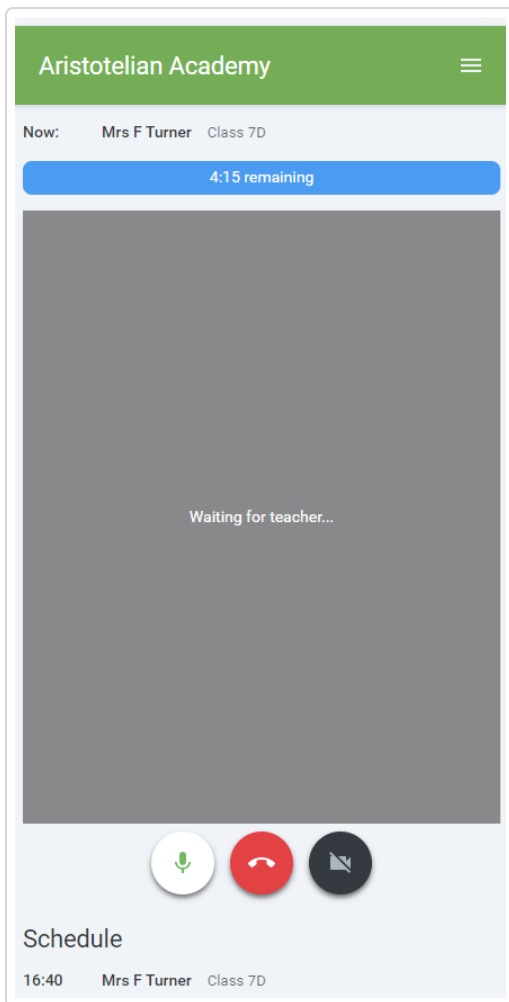 Aristotelian Academy
Now: Mrs F Turner Class 7D
4:15 remaining
Waiting for teacher...
Schedule
16:40 Mrs F Turner Class 7D